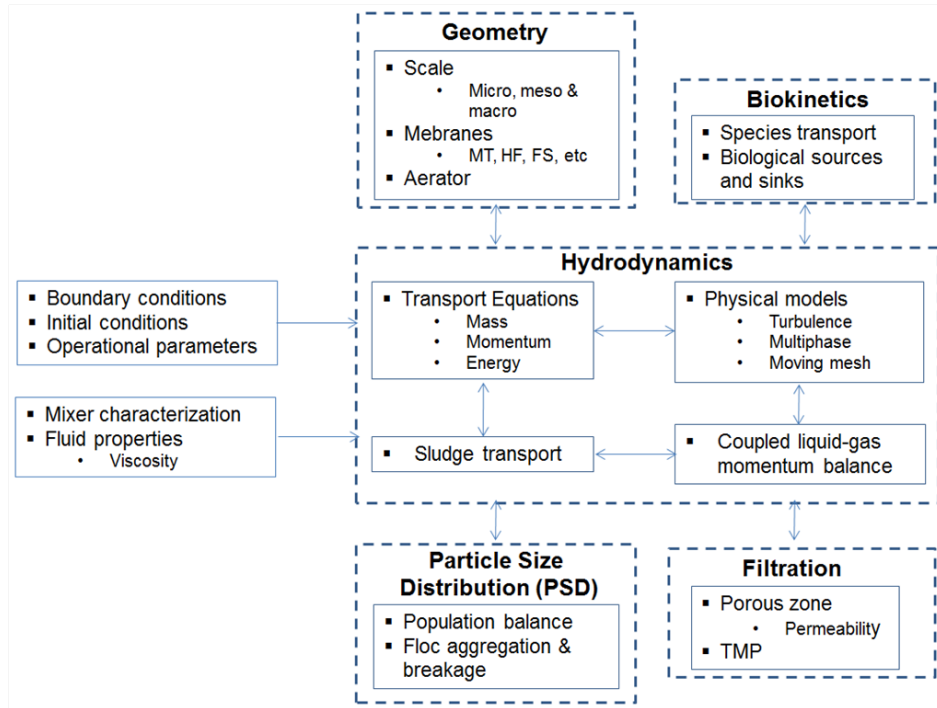 Geometry
▪ Scale
• Micro, meso &
macro
▪ Mebranes
• MT, HF, FS, etc
▪ Aerator
Biokinetics
▪ Species transport
▪ Biological sources
and sinks
Hydrodynamics
▪ Boundary conditions
▪ Initial conditions
▪ Operational parameters
▪ Transport Equations
• Mass
• Momentum
• Energy
▪ Physical models
• Turbulence
• Multiphase
• Moving mesh
▪ Mixer characterization
▪ Fluid properties
• Viscosity
▪ Sludge transport
▪ Coupled liquid-gas
momentum balance
Particle Size
Distribution (PSD)
▪ Population balance
▪ Floc aggregation &
breakage
Filtration
▪ Porous zone
• Permeability
▪ TMP